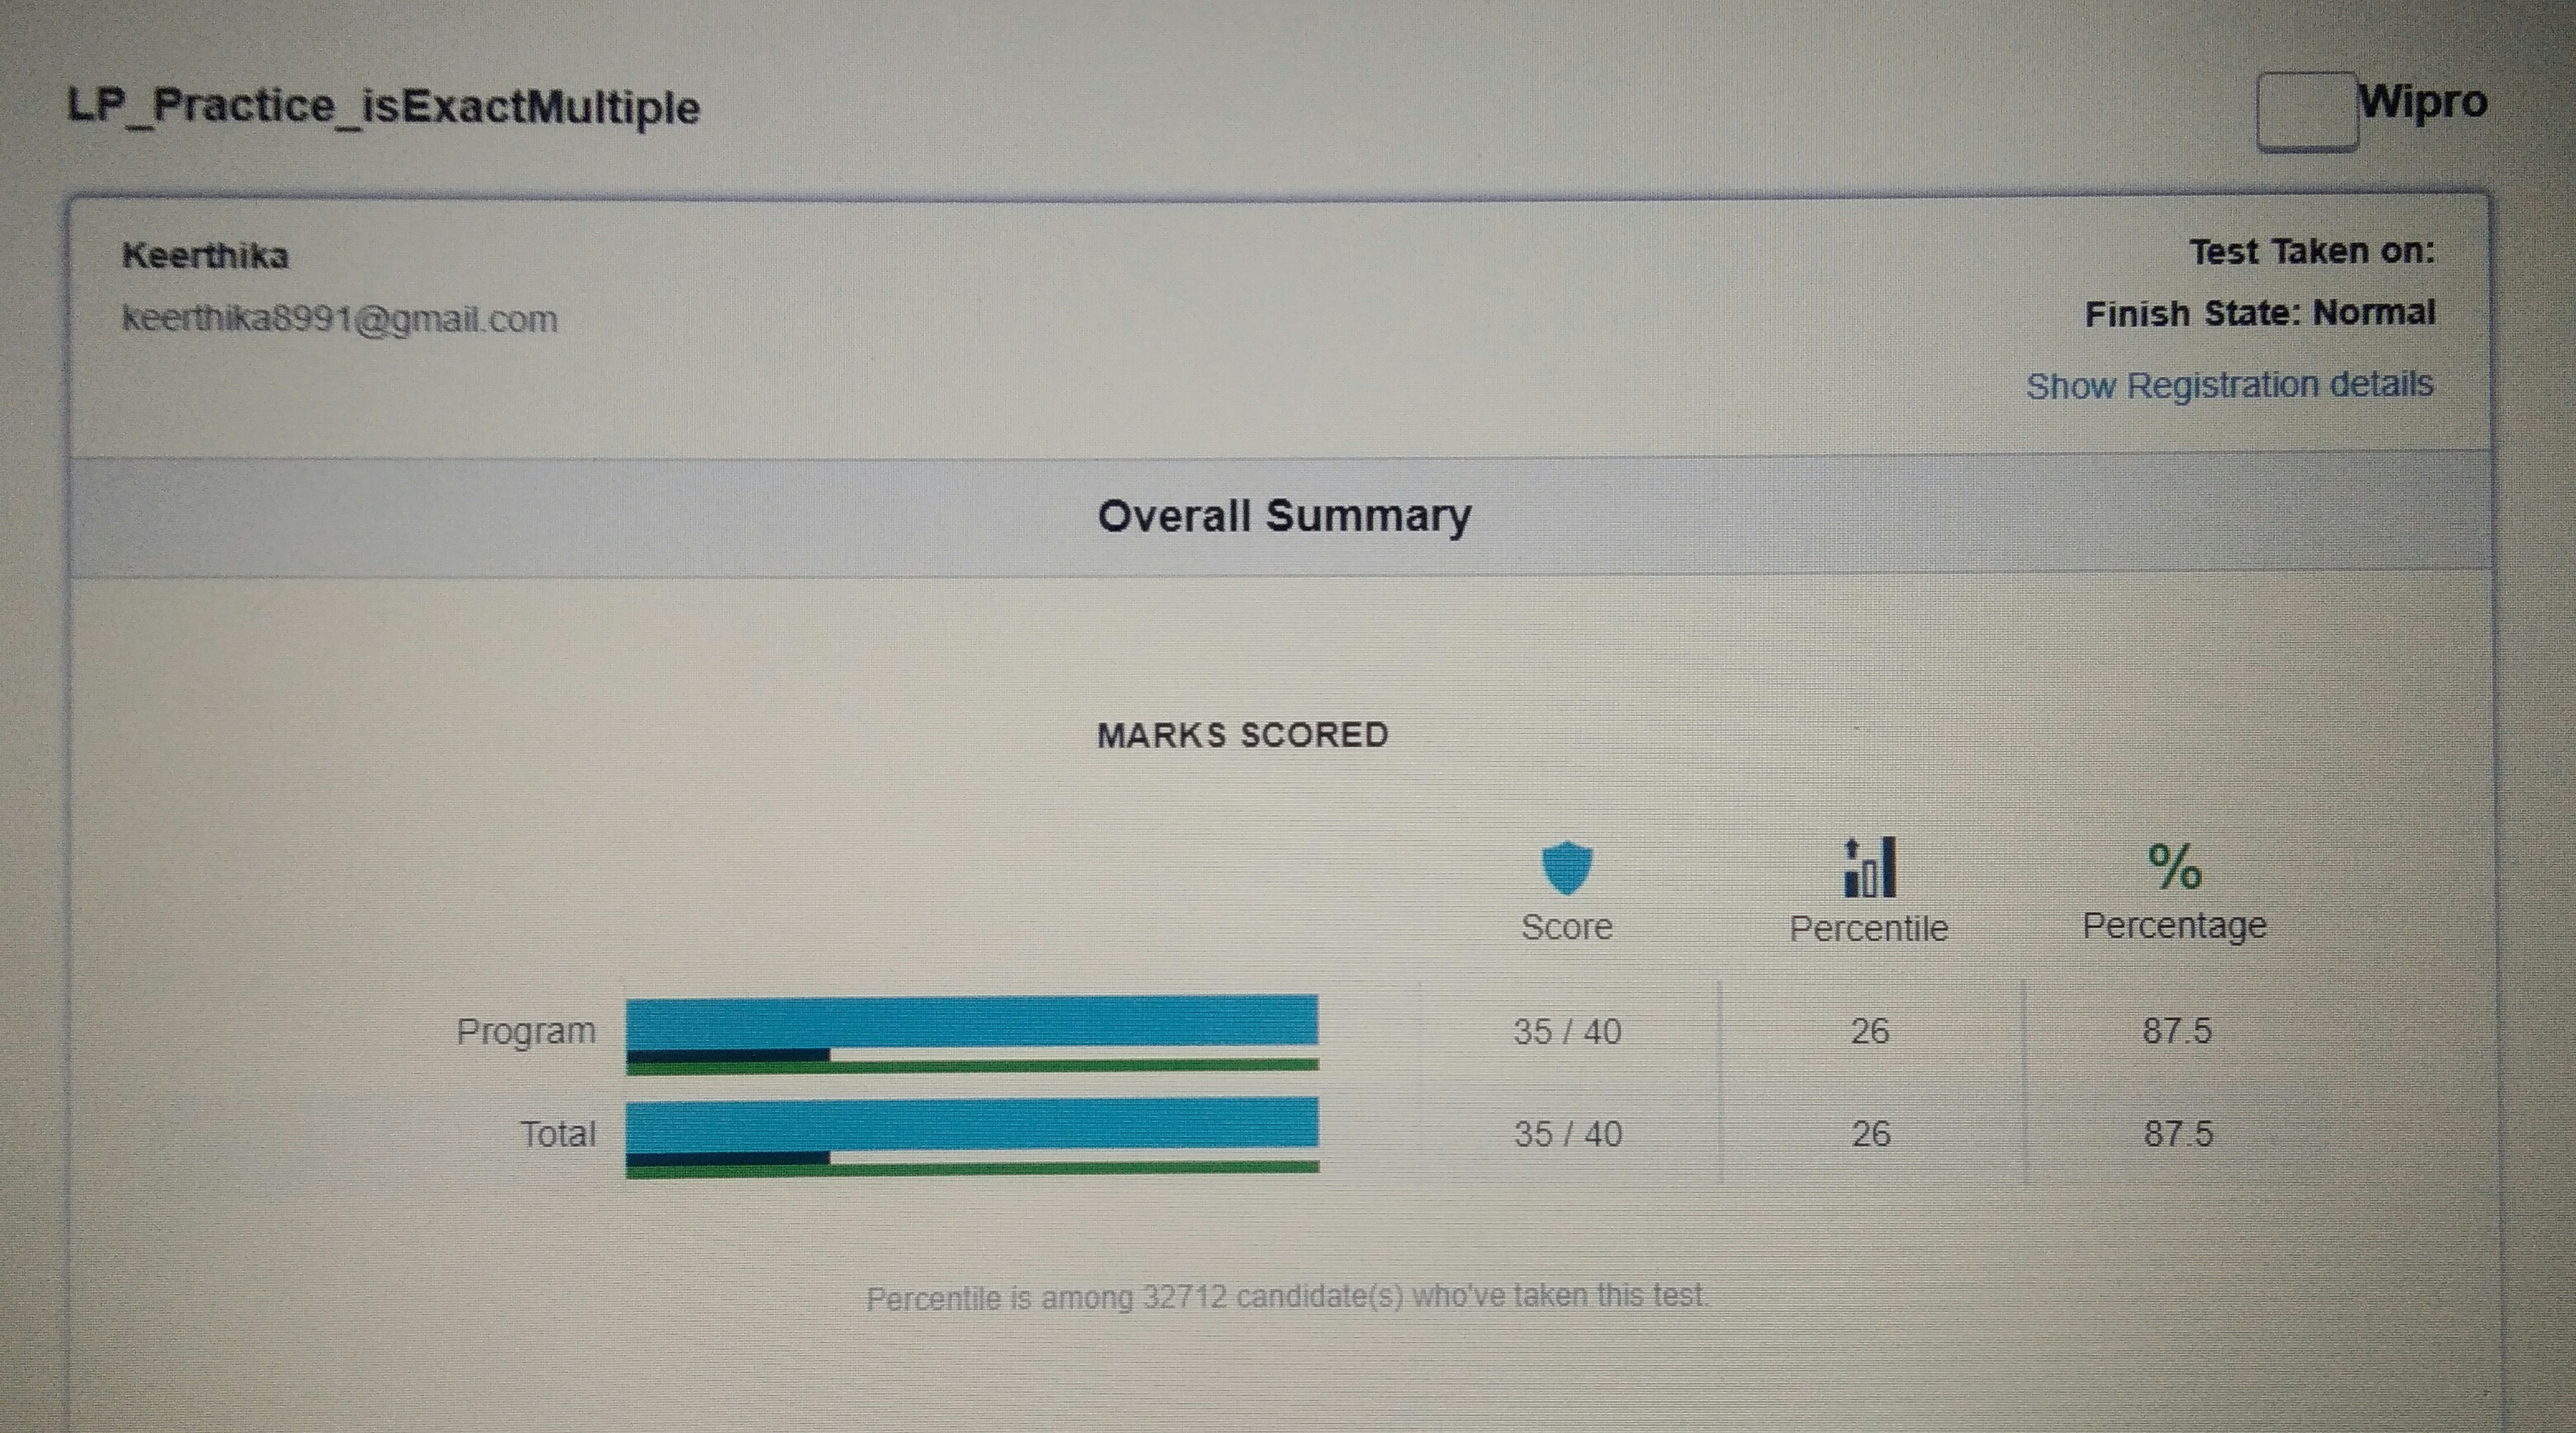 LP_Practice_isExactMultiple
Wipro
Keerthika
keerthika8991@gmail.com
Test Taken on:
Finish State: Normal
Show Registration details
Overall Summary
MARKS SCORED
%
Score Percentile Percentage
Program 35 / 40 26 87.5
Total 35 / 40 26 87.5
Percentile is among 32712 candidate(s) who've taken this test.